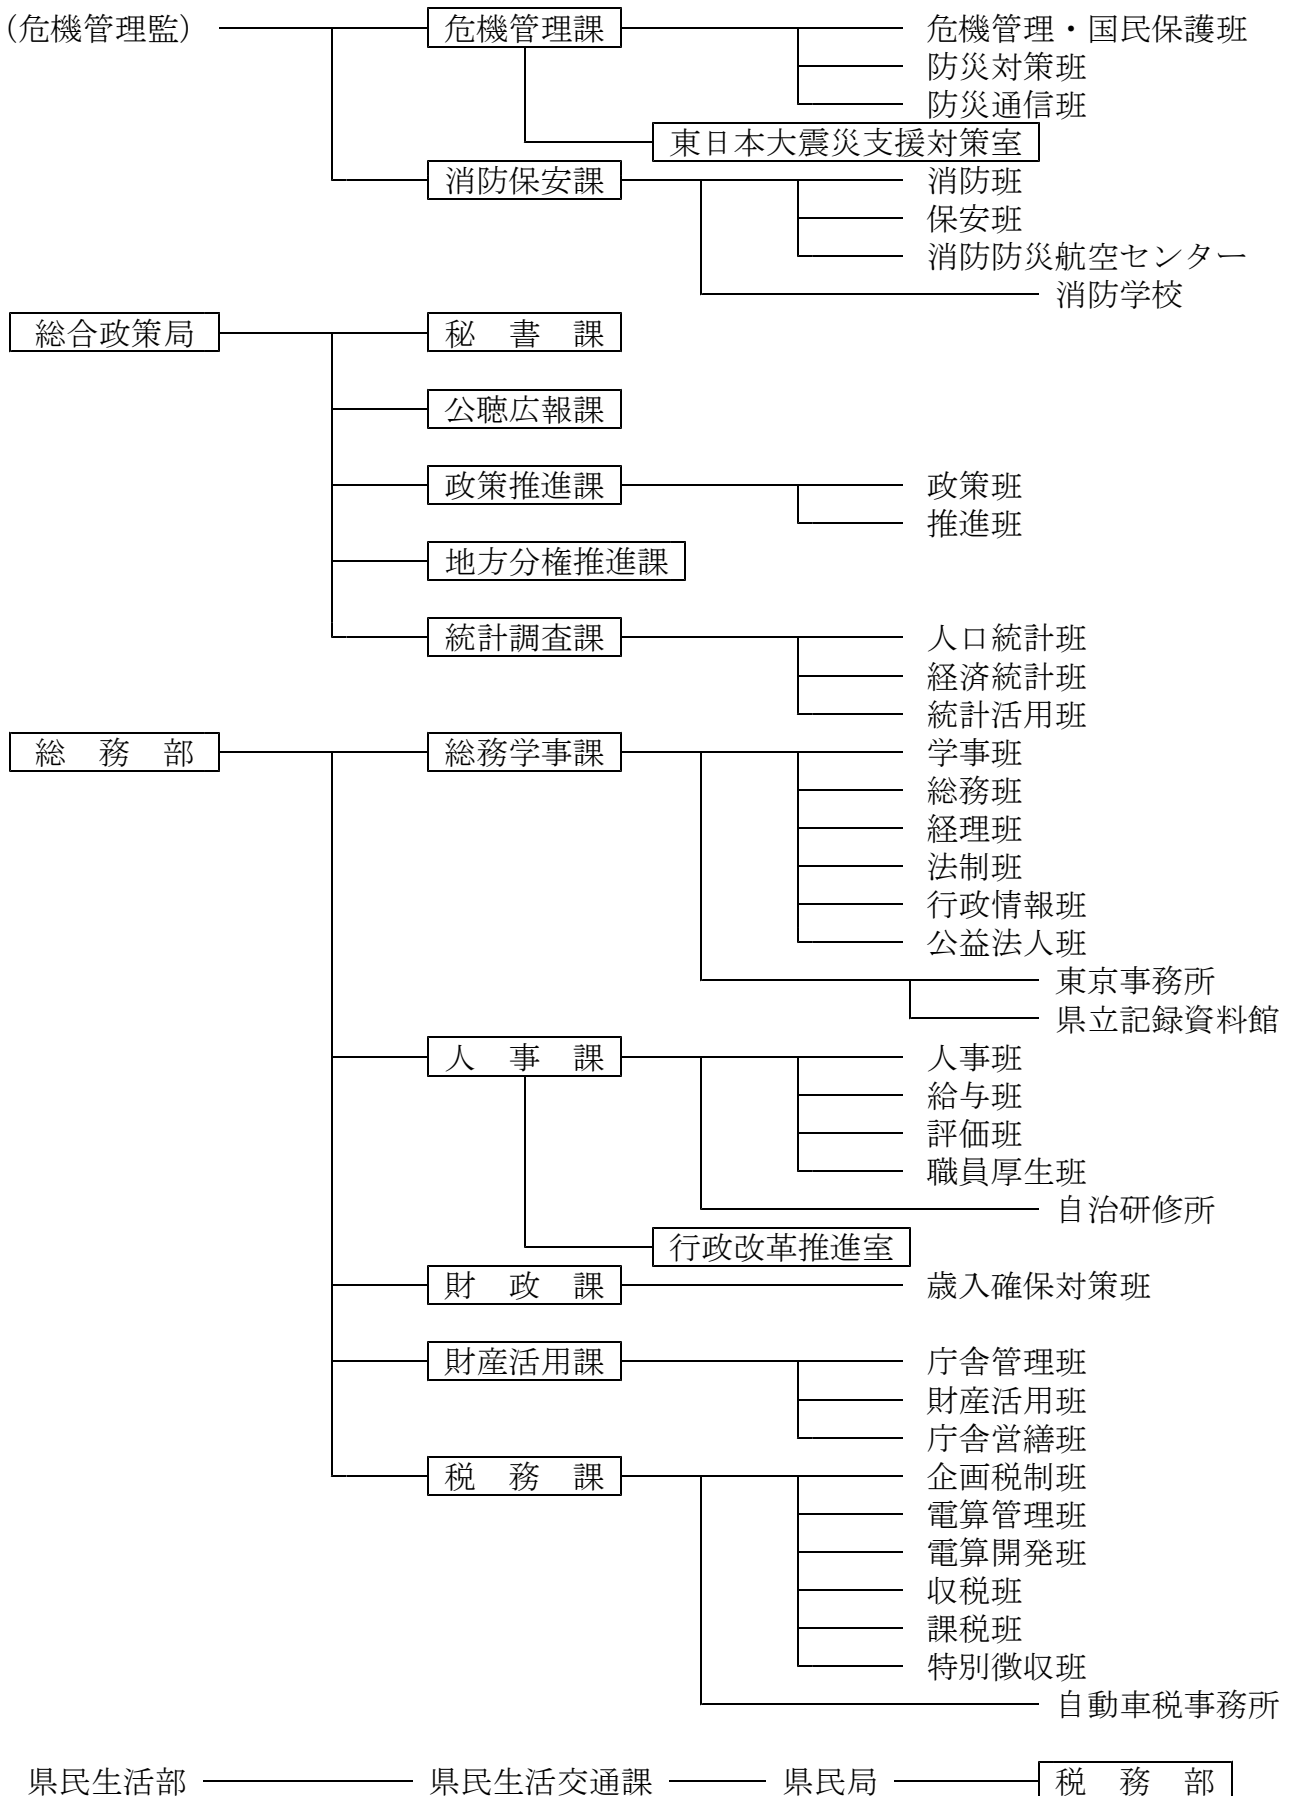 (危機管理監) 危機管理課 危機管理・国民保護班
防災対策班
防災通信班
東日本大震災支援対策室
消防保安課 消防班
保安班
消防防災航空センター
消防学校
総合政策局 秘　書　課
公聴広報課
政策推進課 政策班
推進班
地方分権推進課
統計調査課 人口統計班
経済統計班
統計活用班
総　務　部 総務学事課 学事班
総務班
経理班
法制班
行政情報班
公益法人班
東京事務所
県立記録資料館
人　事　課 人事班
給与班
評価班
職員厚生班
自治研修所
行政改革推進室
財　政　課 歳入確保対策班
財産活用課 庁舎管理班
財産活用班
庁舎営繕班
税　務　課 企画税制班
電算管理班
電算開発班
収税班
課税班
特別徴収班
自動車税事務所
県民生活部 県民生活交通課 県民局 税　務　部